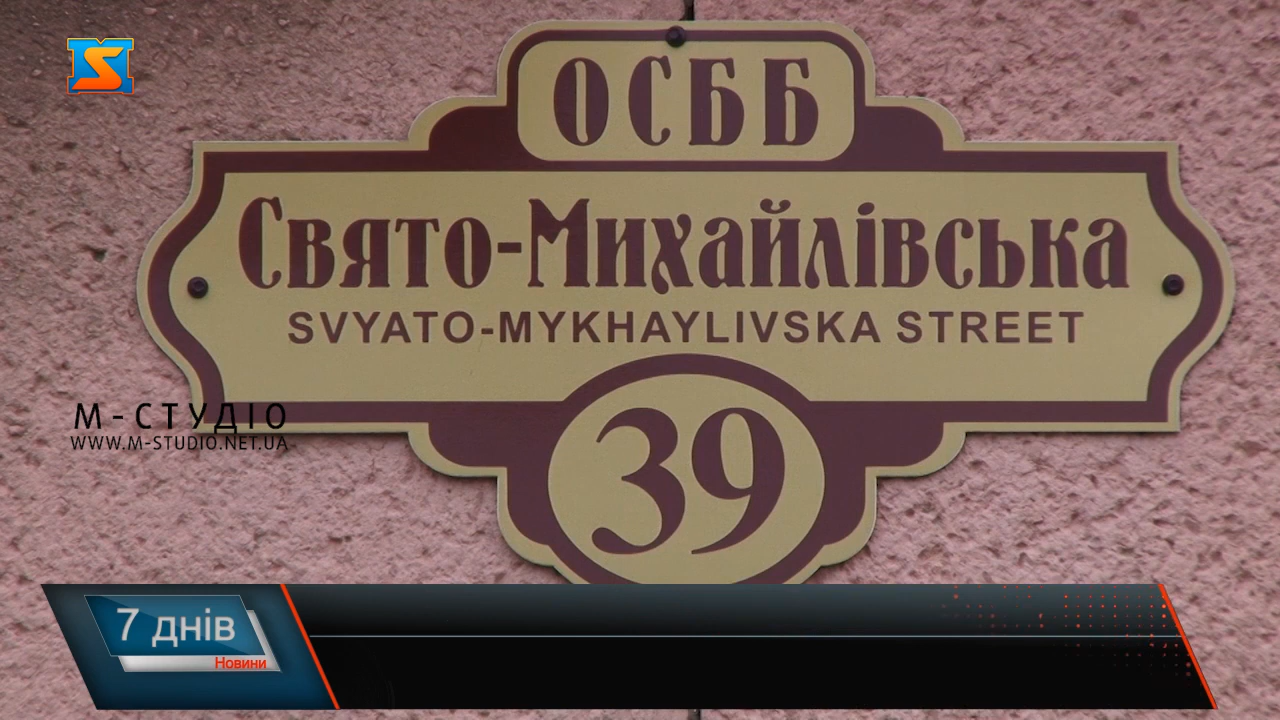 ОСББ
Свято-Михайлівська
SVYATO-MYKHAYLIVSKA STREET
39
М-СТУДІО
WWW.M-STUDIO.NET.UA
7 днів
Новини